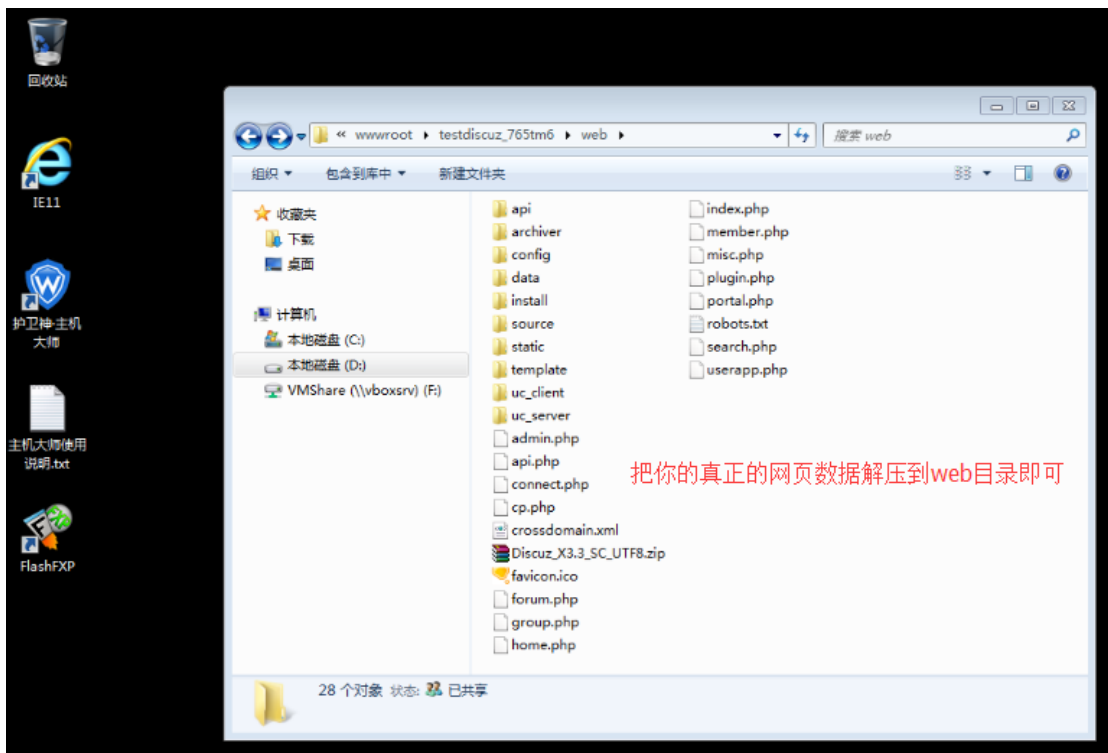 回收站
IE11
护卫神·主机
大师
主机大师使用
说明.txt
FlashFXP
« wwwroot testdiscuz_765tm6 web
搜索 web
组织
包含到库中
新建文件夹
收藏夹
下载
桌面
计算机
本地磁盘 (C:)
本地磁盘 (D:)
VMShare (\\vboxsrv) (F:)
api
archiver
config
data
install
source
static
template
uc_client
uc_server
admin.php
api.php
connect.php
cp.php
crossdomain.xml
Discuz_X3.3_SC_UTF8.zip
favicon.ico
forum.php
group.php
home.php
index.php
member.php
misc.php
plugin.php
portal.php
robots.txt
search.php
userapp.php
把你的真正的网页数据解压到web目录即可
28 个对象 状态: 已共享